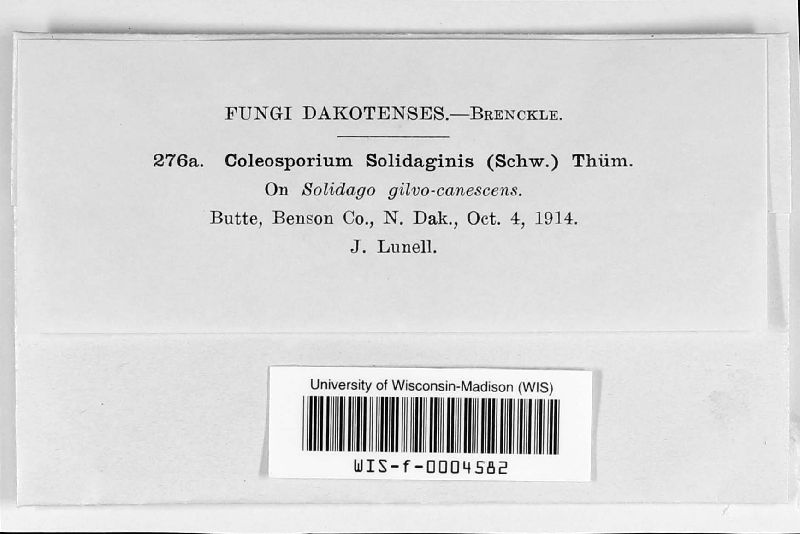 FUNGI DAKOTENSES.—BRENCKLE.
276a. Coleosporium Solidaginis (Schw.) Thüm.
On Solidago gilvo-canescens.
Butte, Benson Co., N. Dak., Oct. 4, 1914.
J. Lunell.
University of Wisconsin-Madison (WIS)
WIS-f-0004582